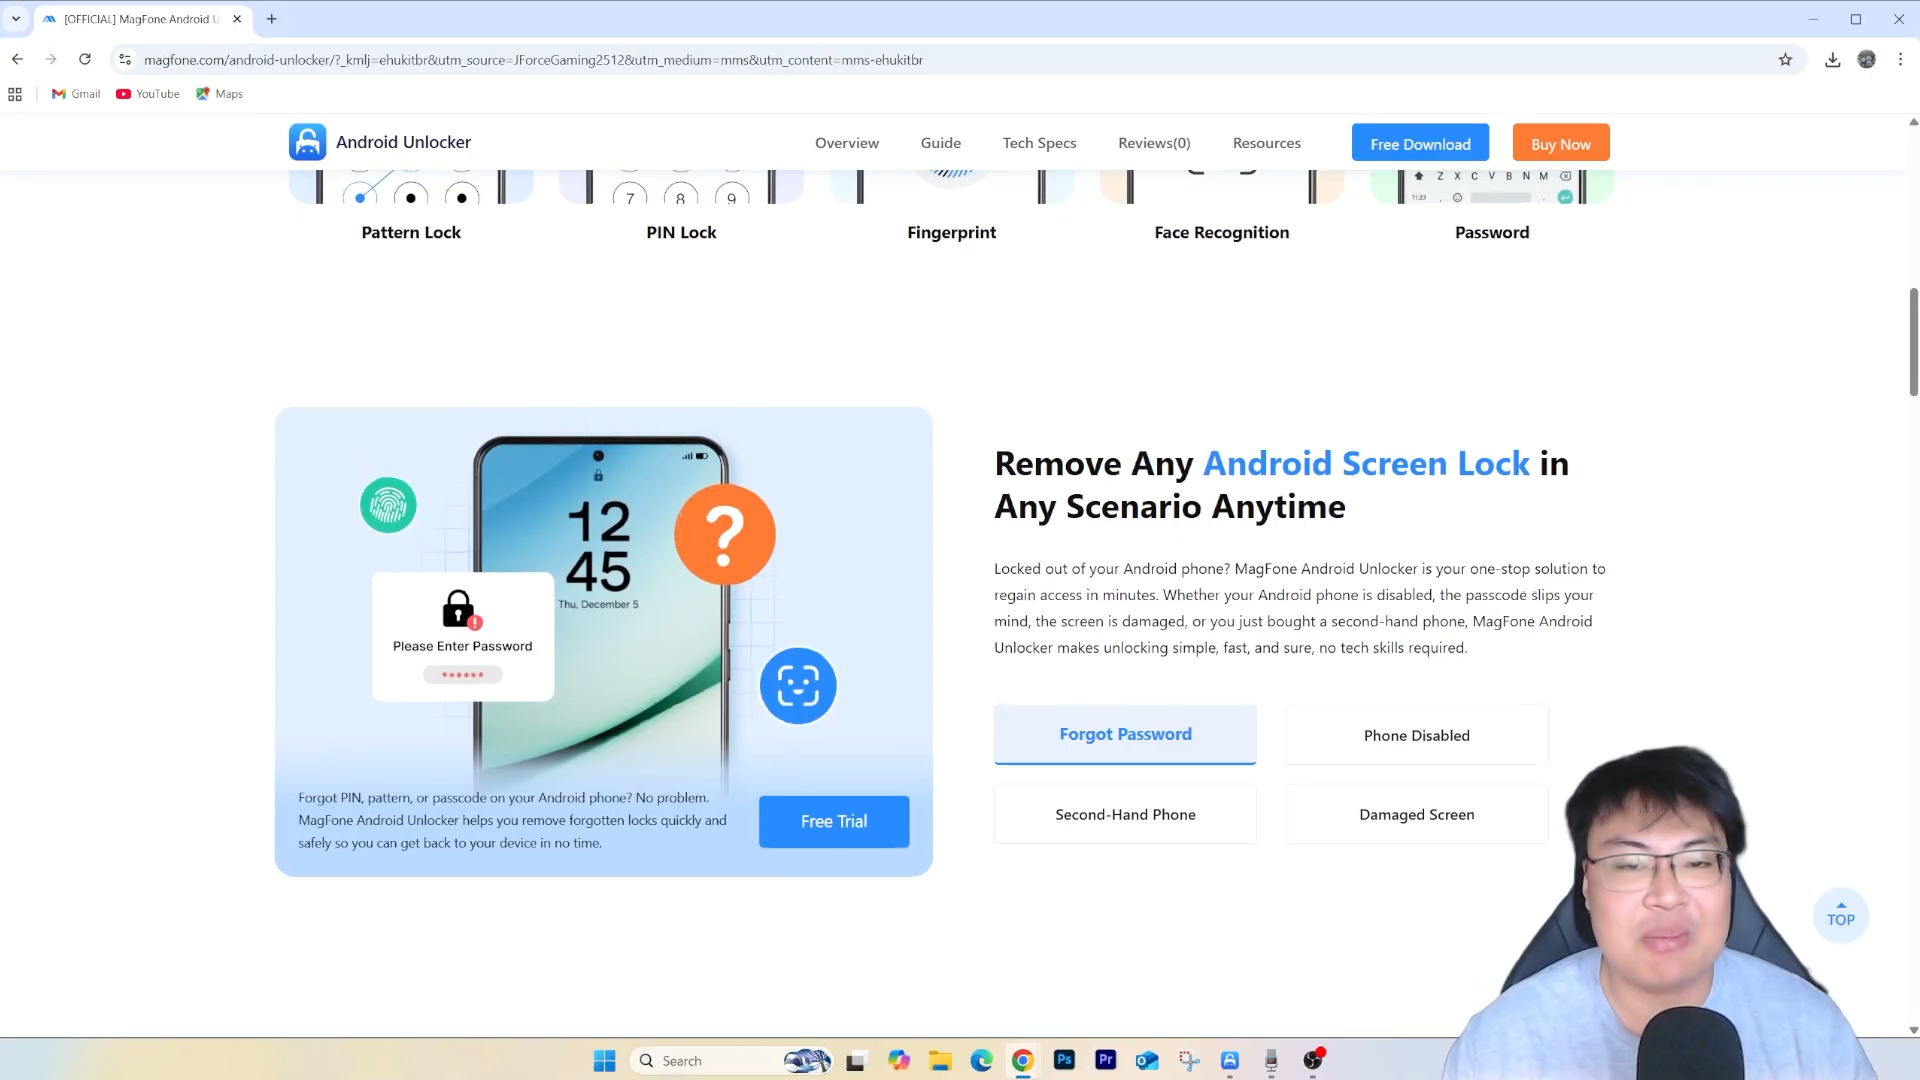 [OFFICIAL] MagFone Android U
magfone.com/android-unlocker/?_kmlj=ehukitbr&utm_source=JForceGaming2512&utm_medium=mms&utm_content=mms-ehukitbr
Gmail
YouTube
Maps
Android Unlocker
Overview
Guide
Tech Specs
Reviews(0)
Resources
Free Download
Buy Now
7 8 9
Z X C V B N M
?123
Pattern Lock
PIN Lock
Fingerprint
Face Recognition
Password
12
45
Thu, December 5
?
Please Enter Password
******
Forgot PIN, pattern, or passcode on your Android phone? No problem.
MagFone Android Unlocker helps you remove forgotten locks quickly and
safely so you can get back to your device in no time.
Free Trial
Remove Any Android Screen Lock in
Any Scenario Anytime
Locked out of your Android phone? MagFone Android Unlocker is your one-stop solution to
regain access in minutes. Whether your Android phone is disabled, the passcode slips your
mind, the screen is damaged, or you just bought a second-hand phone, MagFone Android
Unlocker makes unlocking simple, fast, and sure, no tech skills required.
Forgot Password
Phone Disabled
Second-Hand Phone
Damaged Screen
TOP
Search
Ps
Pr